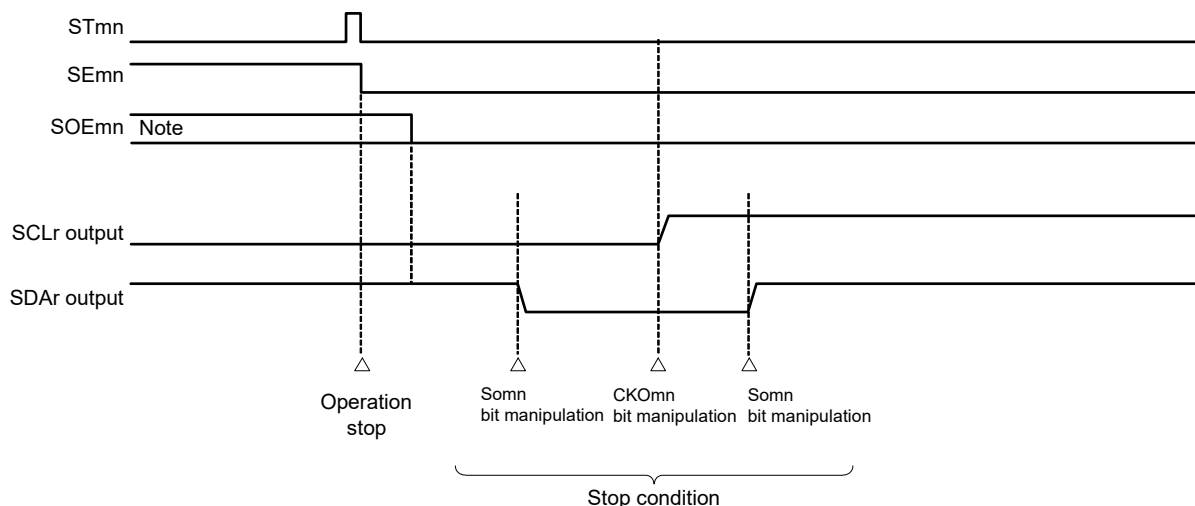 STmn
SEmn
SOEmn Note
SCLr output
SDAr output
Operation
stop
Somn
bit manipulation
CKOmn
bit manipulation
Somn
bit manipulation
Stop condition